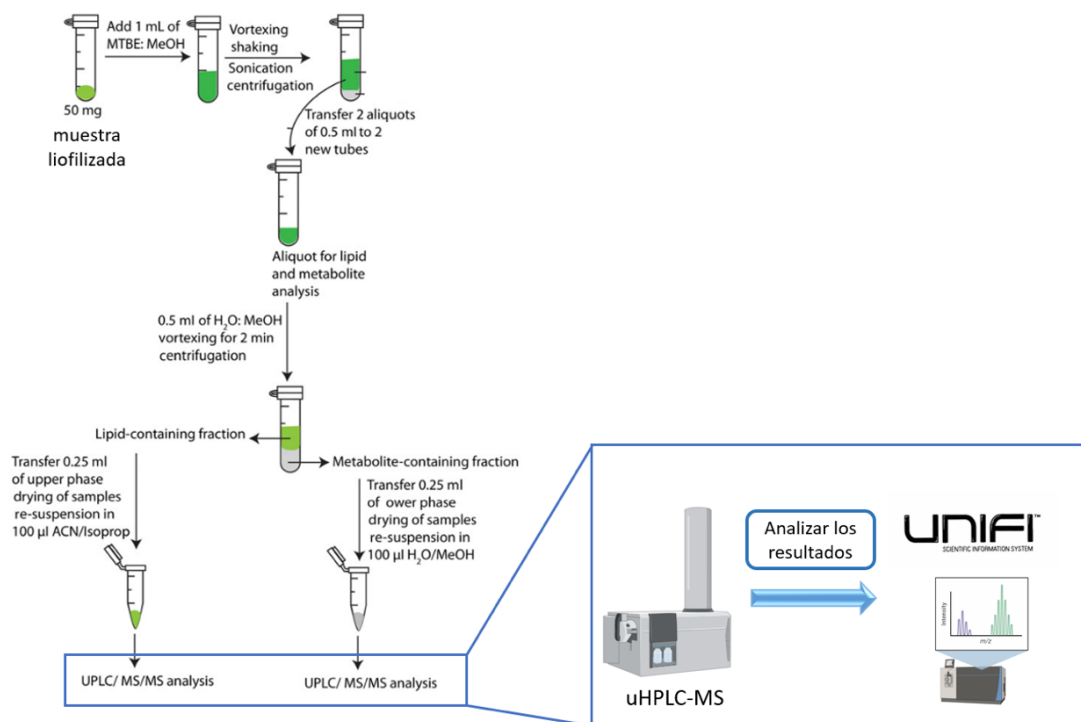 Add 1 mL of
MTBE: MeOH
Vortexing
shaking
Sonication
centrifugation
50 mg
muestra
liofilizada
Transfer 2 aliquots
of 0.5 ml to 2
new tubes
Aliquot for lipid
and metabolite
analysis
0.5 ml of H₂O: MeOH
vortexing for 2 min
centrifugation
Lipid-containing fraction
Metabolite-containing fraction
Transfer 0.25 ml
of upper phase
drying of samples
re-suspension in
100 µl ACN/Isoprop
Transfer 0.25 ml
of ower phase
drying of samples
re-suspension in
100 µl H₂O/MeOH
UPLC/ MS/MS analysis
UPLC/ MS/MS analysis
uHPLC-MS
Analizar los
resultados
UNIFI™
SCIENTIFIC INFORMATION SYSTEM
Intensity
m/z